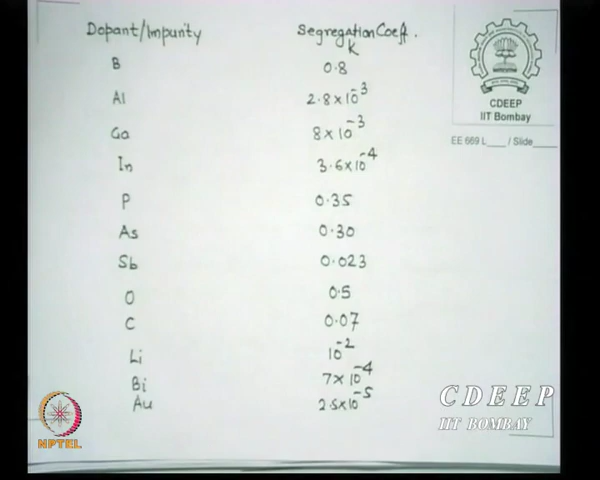 Dopant/Impurity Segregation Coeff.
K
B 0.8
Al 2.8×10⁻³
Ga 8×10⁻³
In 3.6×10⁻⁴
P 0.35
As 0.30
Sb 0.023
O 0.5
C 0.07
Li 10⁻²
Bi 7×10⁻⁴
Au 2.5×10⁻⁵
CDEEP
IIT Bombay
EE 669 L____ / Slide____
NPTEL
CDEEP
IIT BOMBAY